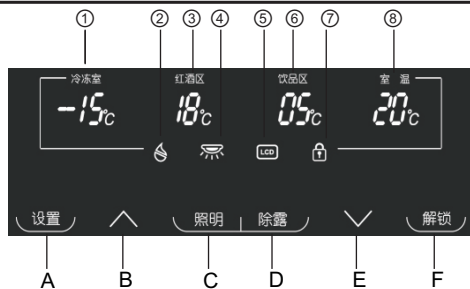 ① ② ③ ④ ⑤ ⑥ ⑦ ⑧
冷冻室 红酒区 饮品区 室 温
-15℃ 18℃ 05℃ 20℃
LCD
设置 照明 除露 解锁
A B C D E F